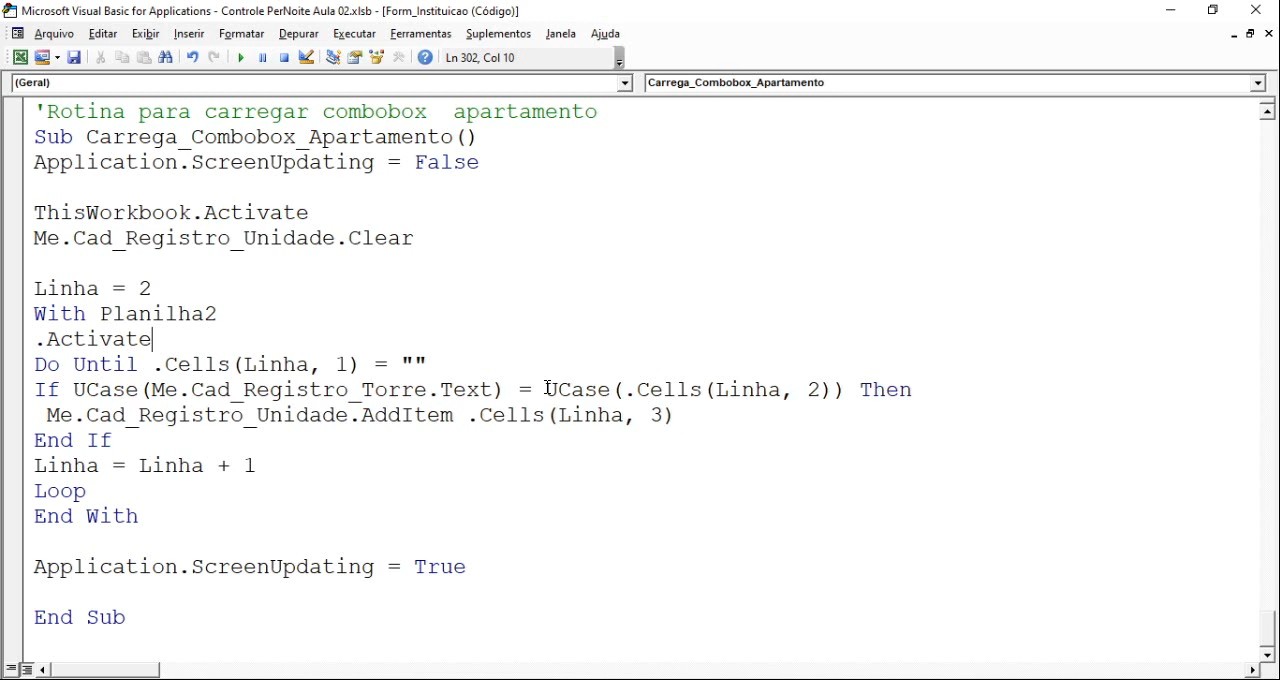 Microsoft Visual Basic for Applications - Controle PerNoite Aula 02.xlsb - [Form_Instituicao (Código)]
Arquivo Editar Exibir Inserir Formatar Depurar Executar Ferramentas Suplementos Janela Ajuda
Ln 302, Col 10
(Geral) Carrega_Combobox_Apartamento
'Rotina para carregar combobox  apartamento
Sub Carrega_Combobox_Apartamento()
Application.ScreenUpdating = False
ThisWorkbook.Activate
Me.Cad_Registro_Unidade.Clear
Linha = 2
With Planilha2
.Activate
Do Until .Cells(Linha, 1) = ""
If UCase(Me.Cad_Registro_Torre.Text) = UCase(.Cells(Linha, 2)) Then
Me.Cad_Registro_Unidade.AddItem .Cells(Linha, 3)
End If
Linha = Linha + 1
Loop
End With
Application.ScreenUpdating = True
End Sub